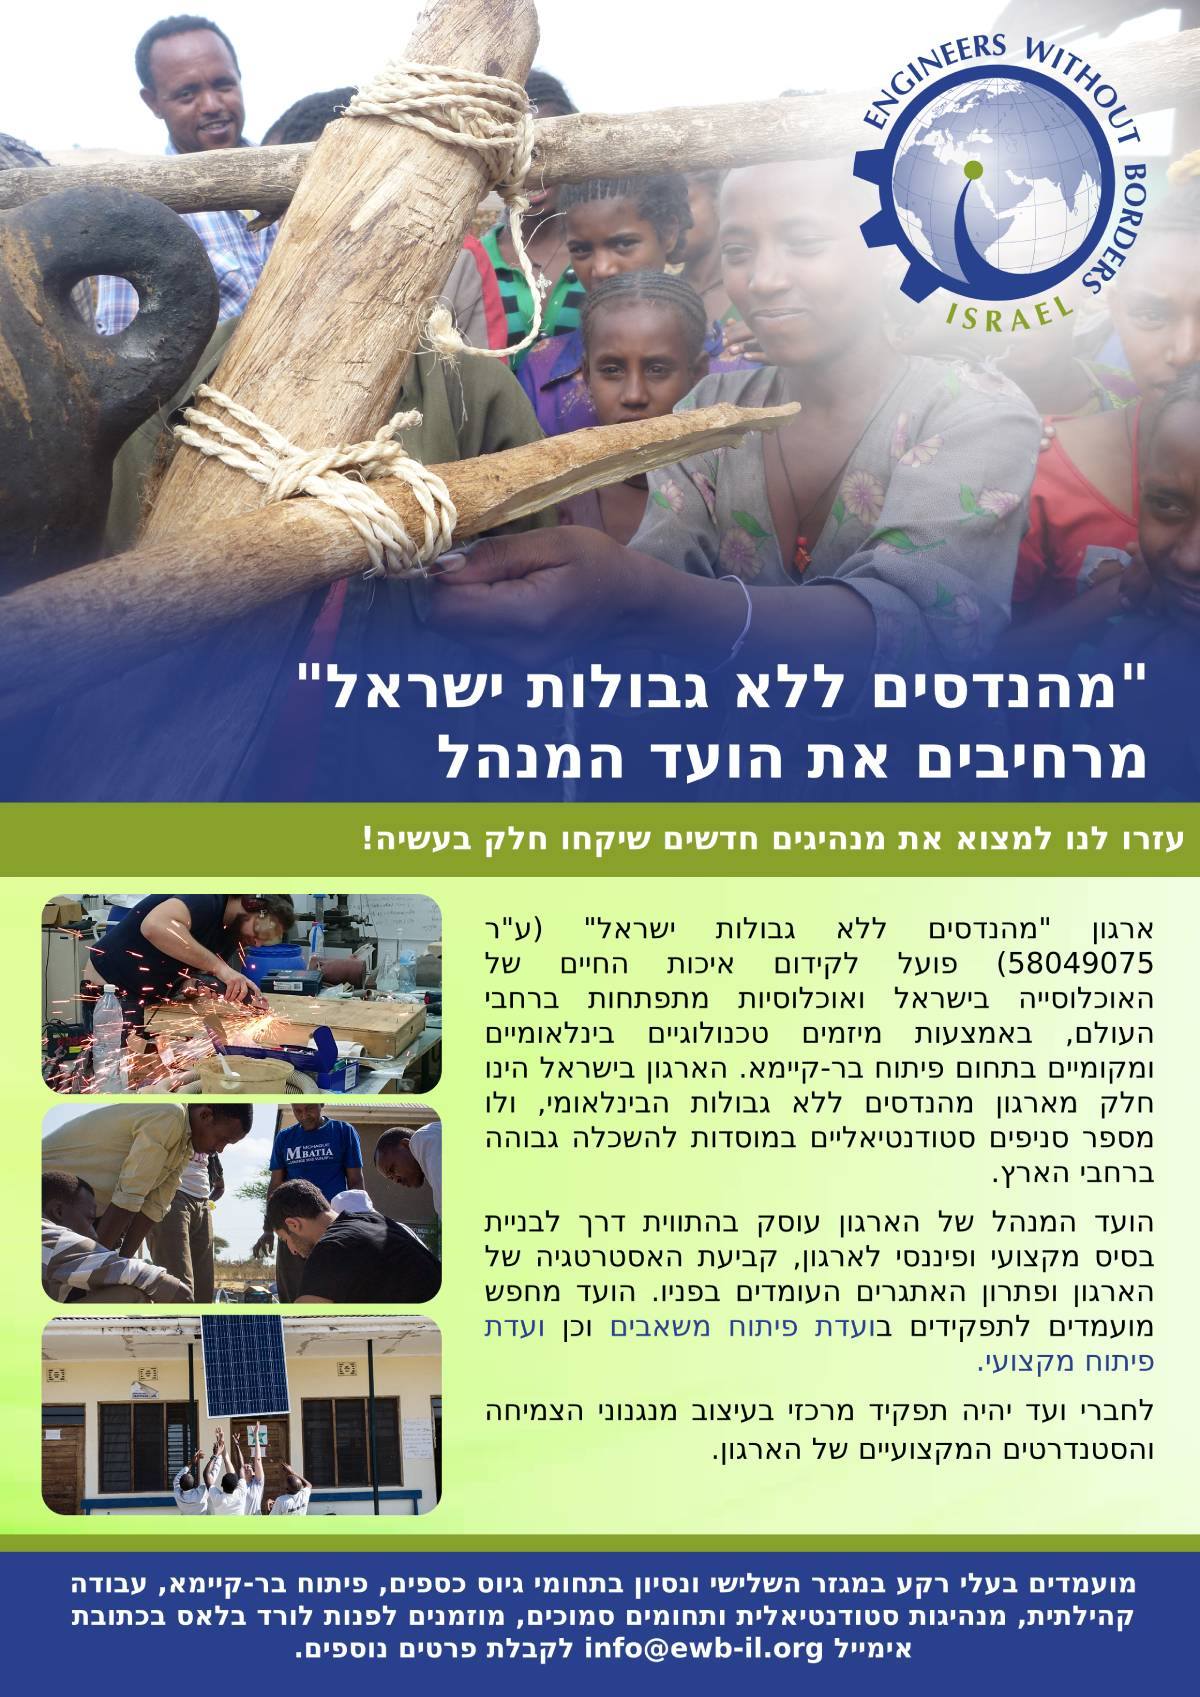 ENGINEERS WITHOUT BORDERS
ISRAEL
"מהנדסים ללא גבולות ישראל"
מרחיבים את הועד המנהל
עזרו לנו למצוא את מנהיגים חדשים שיקחו חלק בעשיה!
ארגון "מהנדסים ללא גבולות ישראל" (ע"ר
58049075) פועל לקידום איכות החיים של
האוכלוסייה בישראל ואוכלוסיות מתפתחות ברחבי
העולם, באמצעות מיזמים טכנולוגיים בינלאומיים
ומקומיים בתחום פיתוח בר-קיימא. הארגון בישראל הינו
חלק מארגון מהנדסים ללא גבולות הבינלאומי, ולו
מספר סניפים סטודנטיאליים במוסדות להשכלה גבוהה
ברחבי הארץ.
הועד המנהל של הארגון עוסק בהתווית דרך לבניית
בסיס מקצועי ופיננסי לארגון, קביעת האסטרטגיה של
הארגון ופתרון האתגרים העומדים בפניו. הועד מחפש
מועמדים לתפקידים בועדת פיתוח משאבים וכן ועדת
פיתוח מקצועי.
לחברי ועד יהיה תפקיד מרכזי בעיצוב מנגנוני הצמיחה
והסטנדרטים המקצועיים של הארגון.
MCHAGUE
MBATIA
מועמדים בעלי רקע במגזר השלישי ונסיון בתחומי גיוס כספים, פיתוח בר-קיימא, עבודה
קהילתית, מנהיגות סטודנטיאלית ותחומים סמוכים, מוזמנים לפנות לורד בלאס בכתובת
אימייל info@ewb-il.org לקבלת פרטים נוספים.